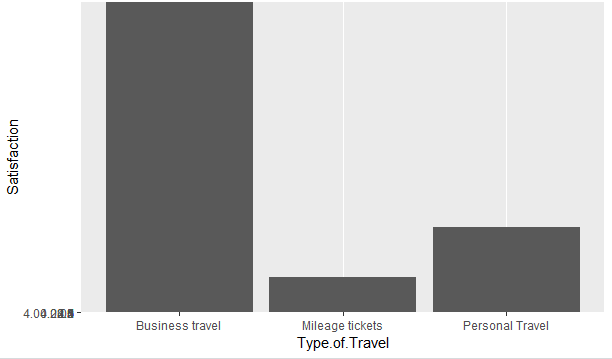 Satisfaction
Business travel
Mileage tickets
Personal Travel
Type.of.Travel